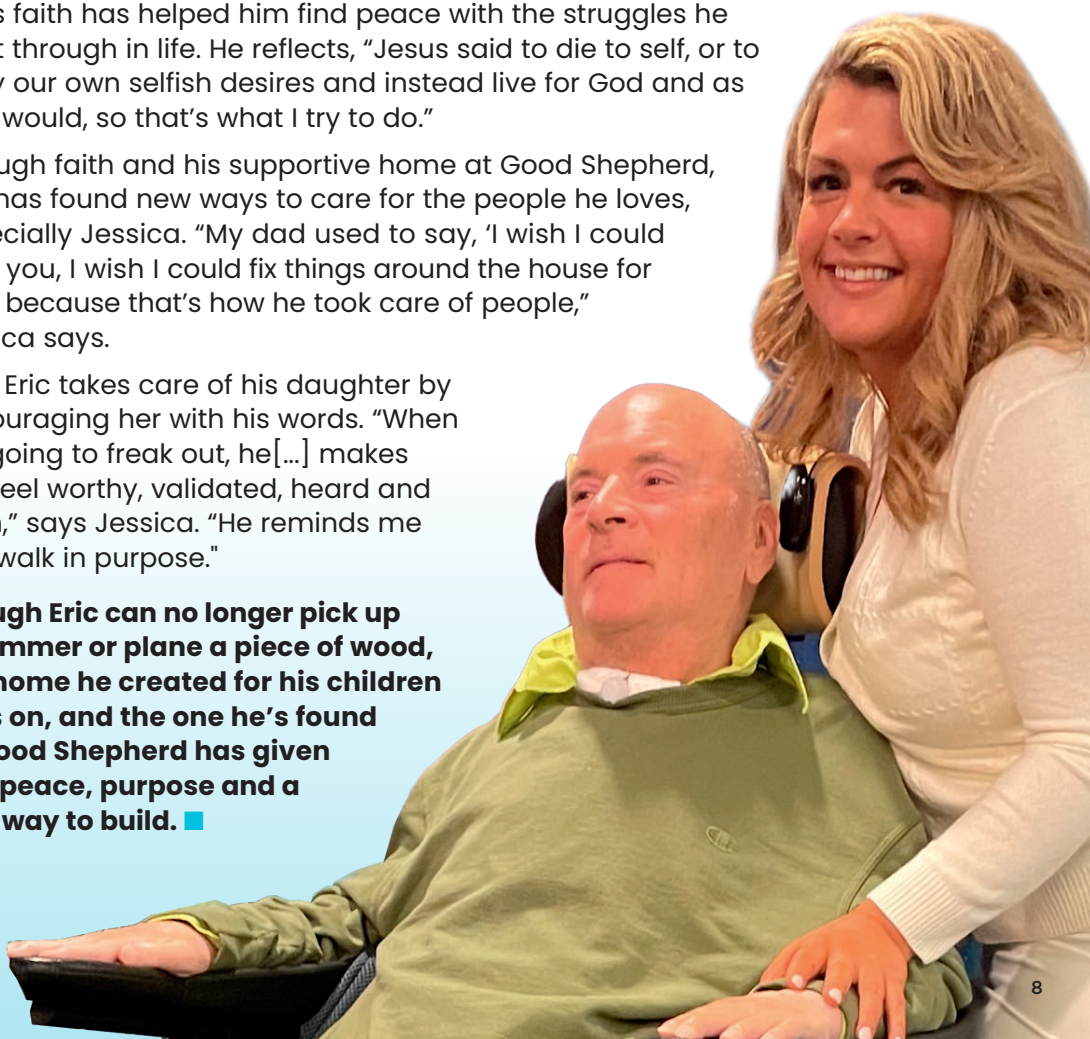 s faith has helped him find peace with the struggles he
t through in life. He reflects, “Jesus said to die to self, or to
y our own selfish desires and instead live for God and as
would, so that’s what I try to do.”
ugh faith and his supportive home at Good Shepherd,
has found new ways to care for the people he loves,
ecially Jessica. “My dad used to say, ‘I wish I could
you, I wish I could fix things around the house for
because that’s how he took care of people,”
ca says.
Eric takes care of his daughter by
ouraging her with his words. “When
going to freak out, he[…] makes
feel worthy, validated, heard and
n,” says Jessica. “He reminds me
walk in purpose."
ugh Eric can no longer pick up
mmer or plane a piece of wood,
home he created for his children
s on, and the one he’s found
ood Shepherd has given
peace, purpose and a
way to build.
8